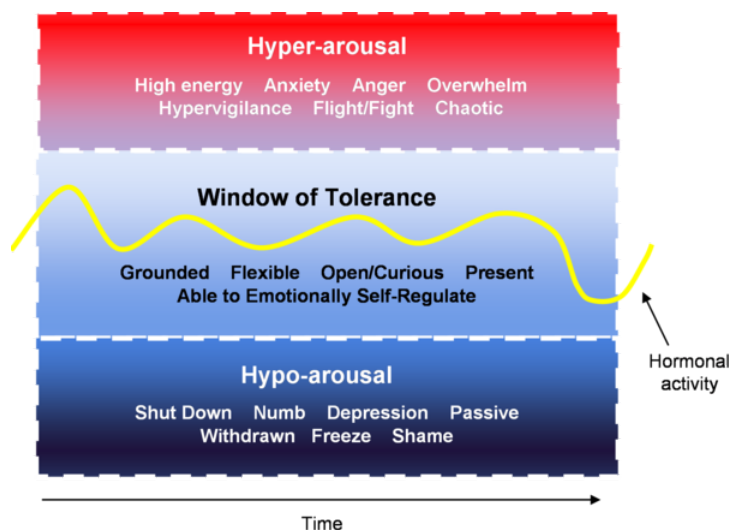 Hyper-arousal
High energy Anxiety Anger Overwhelm
Hypervigilance Flight/Fight Chaotic
Window of Tolerance
Grounded Flexible Open/Curious Present
Able to Emotionally Self-Regulate
Hypo-arousal
Shut Down Numb Depression Passive
Withdrawn Freeze Shame
Hormonal
activity
Time